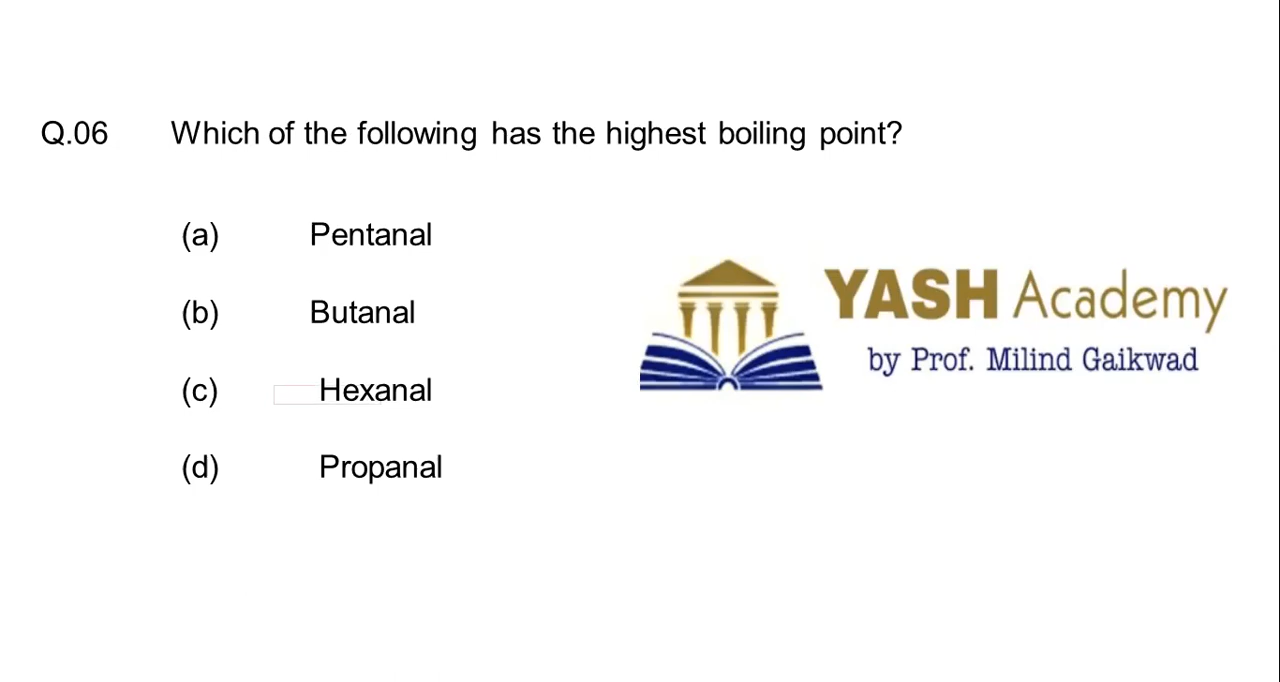 Q.06 Which of the following has the highest boiling point?
(a) Pentanal
(b) Butanal
(c) Hexanal
(d) Propanal
YASH Academy
by Prof. Milind Gaikwad